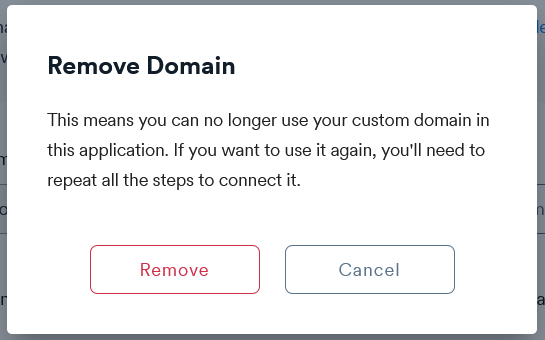 Remove Domain
This means you can no longer use your custom domain in
this application. If you want to use it again, you'll need to
repeat all the steps to connect it.
Remove
Cancel